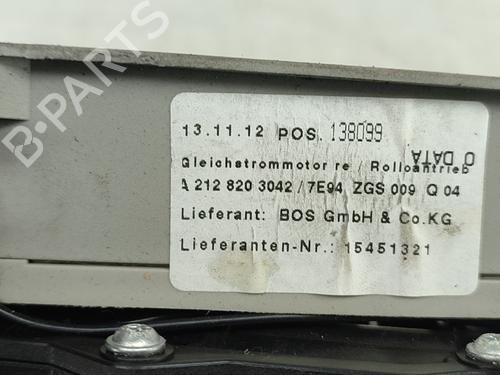 B-PARTS
13.11.12 POS. 138099
O DATA
Gleichstrommotor re / Rolloantrieb
A 212 820 3042 / 7E94 ZGS 009 Q 04
Lieferant: BOS GmbH & Co.KG
Lieferanten-Nr.: 15451321